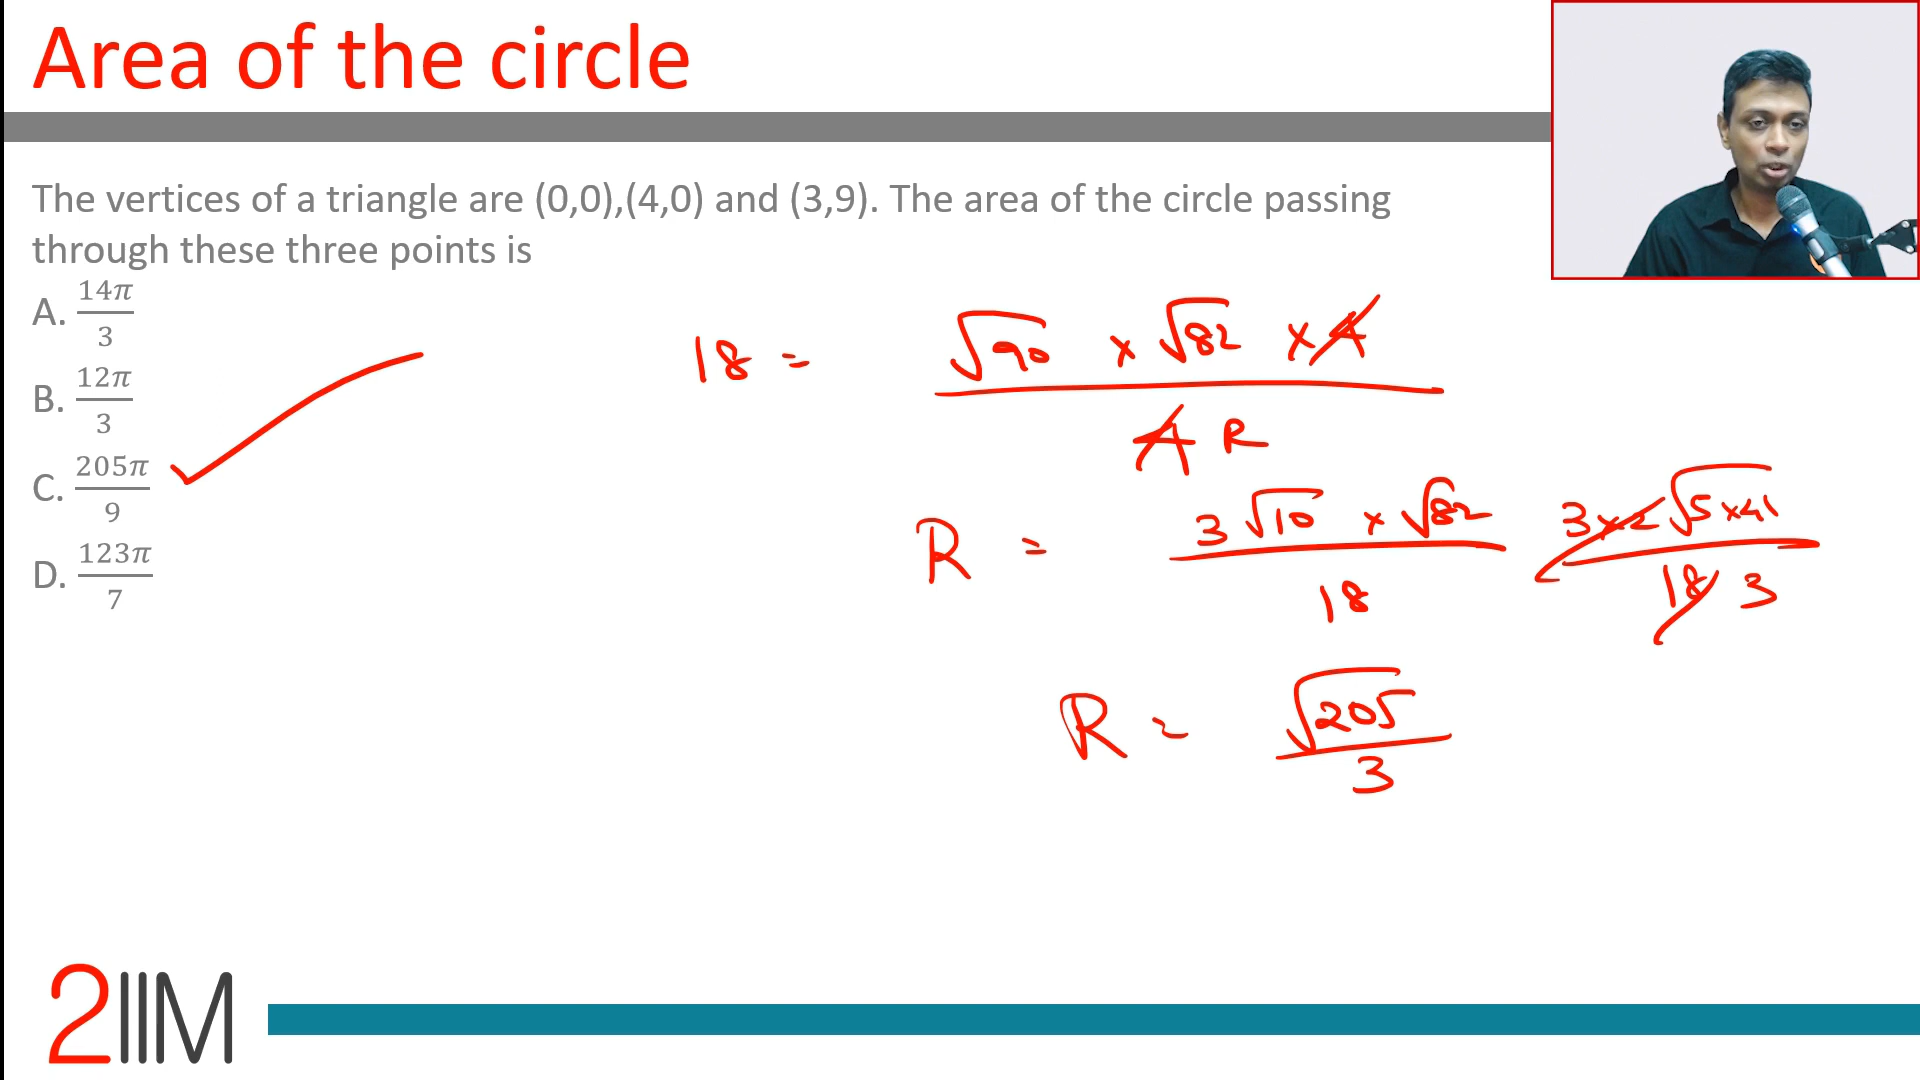 Area of the circle
The vertices of a triangle are (0,0),(4,0) and (3,9). The area of the circle passing
through these three points is
A. 14π/3
B. 12π/3
C. 205π/9
D. 123π/7
18 = √90 × √82 × 4 / 4 R
R = 3√10 × √82 / 18  3×2√5×41 / 18 3
R = √205 / 3
2IIM